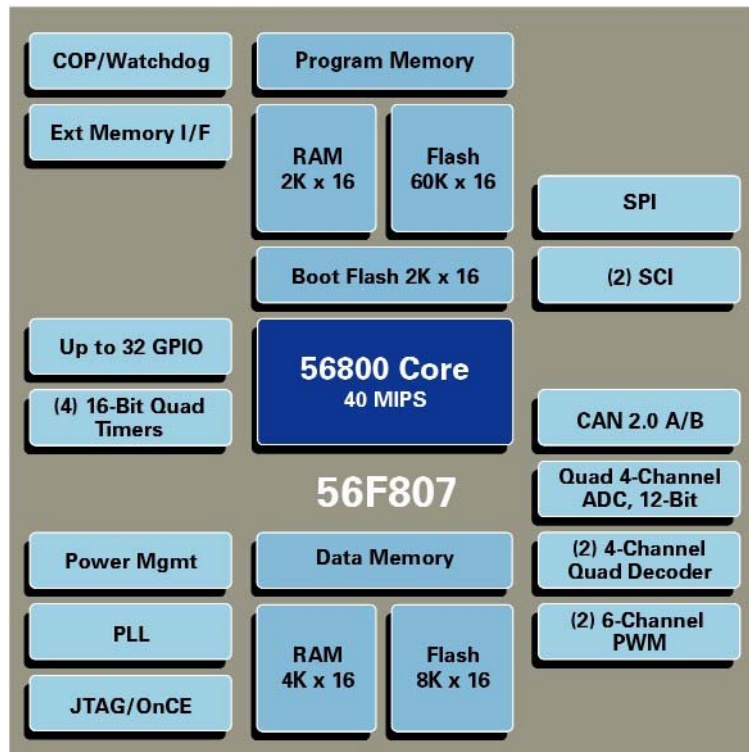 COP/Watchdog
Ext Memory I/F
Program Memory
RAM
2K x 16
Flash
60K x 16
Boot Flash 2K x 16
SPI
(2) SCI
Up to 32 GPIO
(4) 16-Bit Quad
Timers
56800 Core
40 MIPS
56F807
CAN 2.0 A/B
Quad 4-Channel
ADC, 12-Bit
(2) 4-Channel
Quad Decoder
(2) 6-Channel
PWM
Power Mgmt
PLL
JTAG/OnCE
Data Memory
RAM
4K x 16
Flash
8K x 16